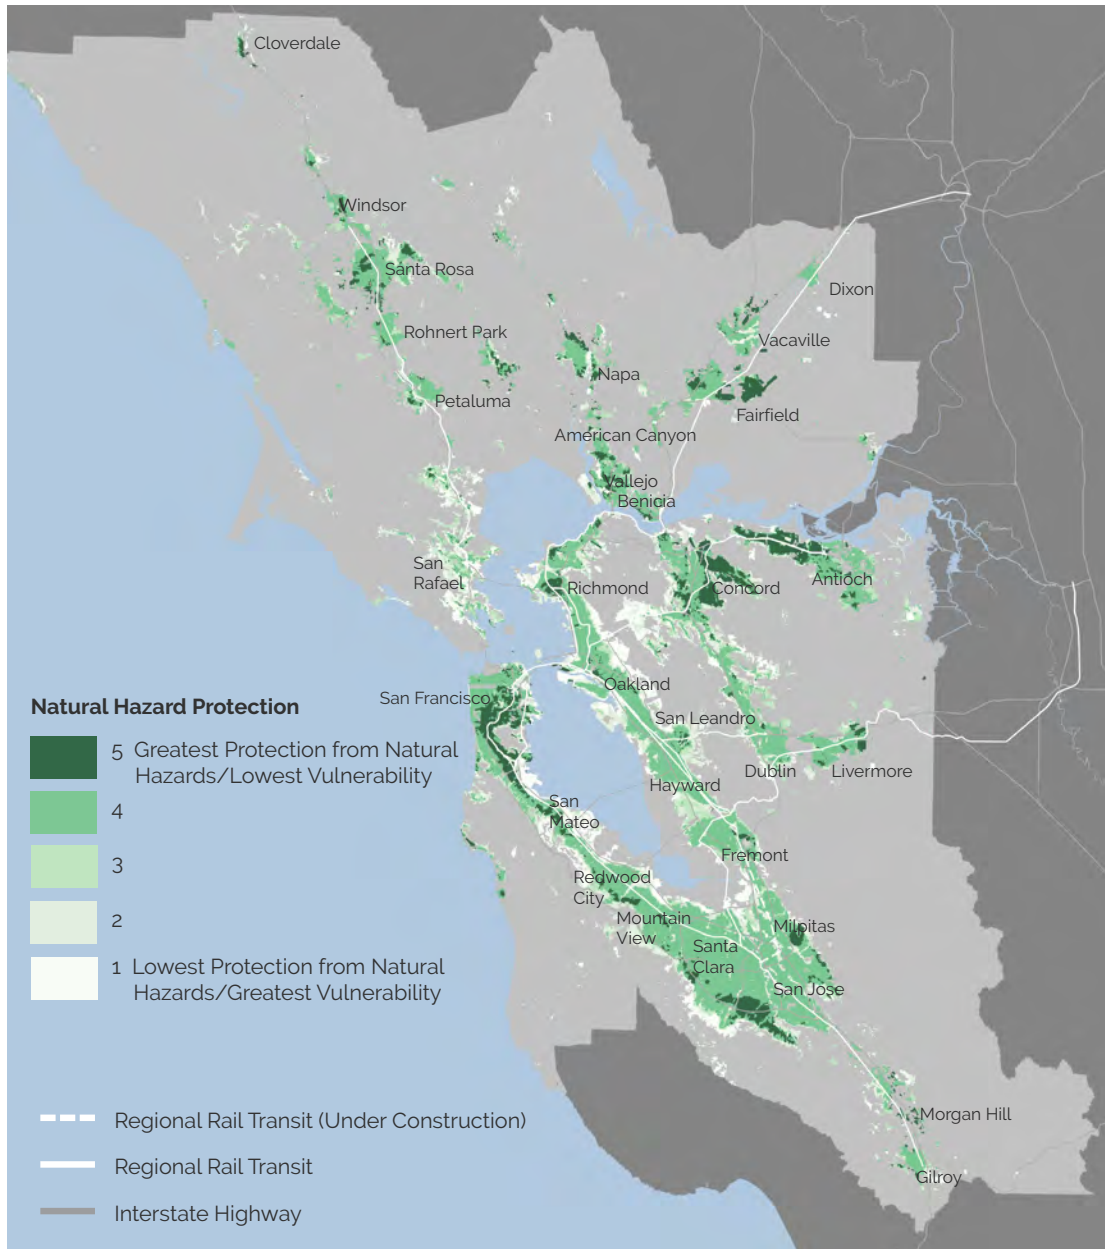 Cloverdale
Windsor
Santa Rosa
Dixon
Rohnert Park
Vacaville
Napa
Petaluma
Fairfield
American Canyon
Vallejo
Benicia
San
Rafael
Richmond
Concord
Antioch
Oakland
San Francisco
San Leandro
Dublin
Livermore
Hayward
San
Mateo
Fremont
Redwood
City
Mountain
View
Milpitas
Santa
Clara
San Jose
Morgan Hill
Gilroy
Natural Hazard Protection
5 Greatest Protection from Natural
Hazards/Lowest Vulnerability
4
3
2
1 Lowest Protection from Natural
Hazards/Greatest Vulnerability
Regional Rail Transit (Under Construction)
Regional Rail Transit
Interstate Highway